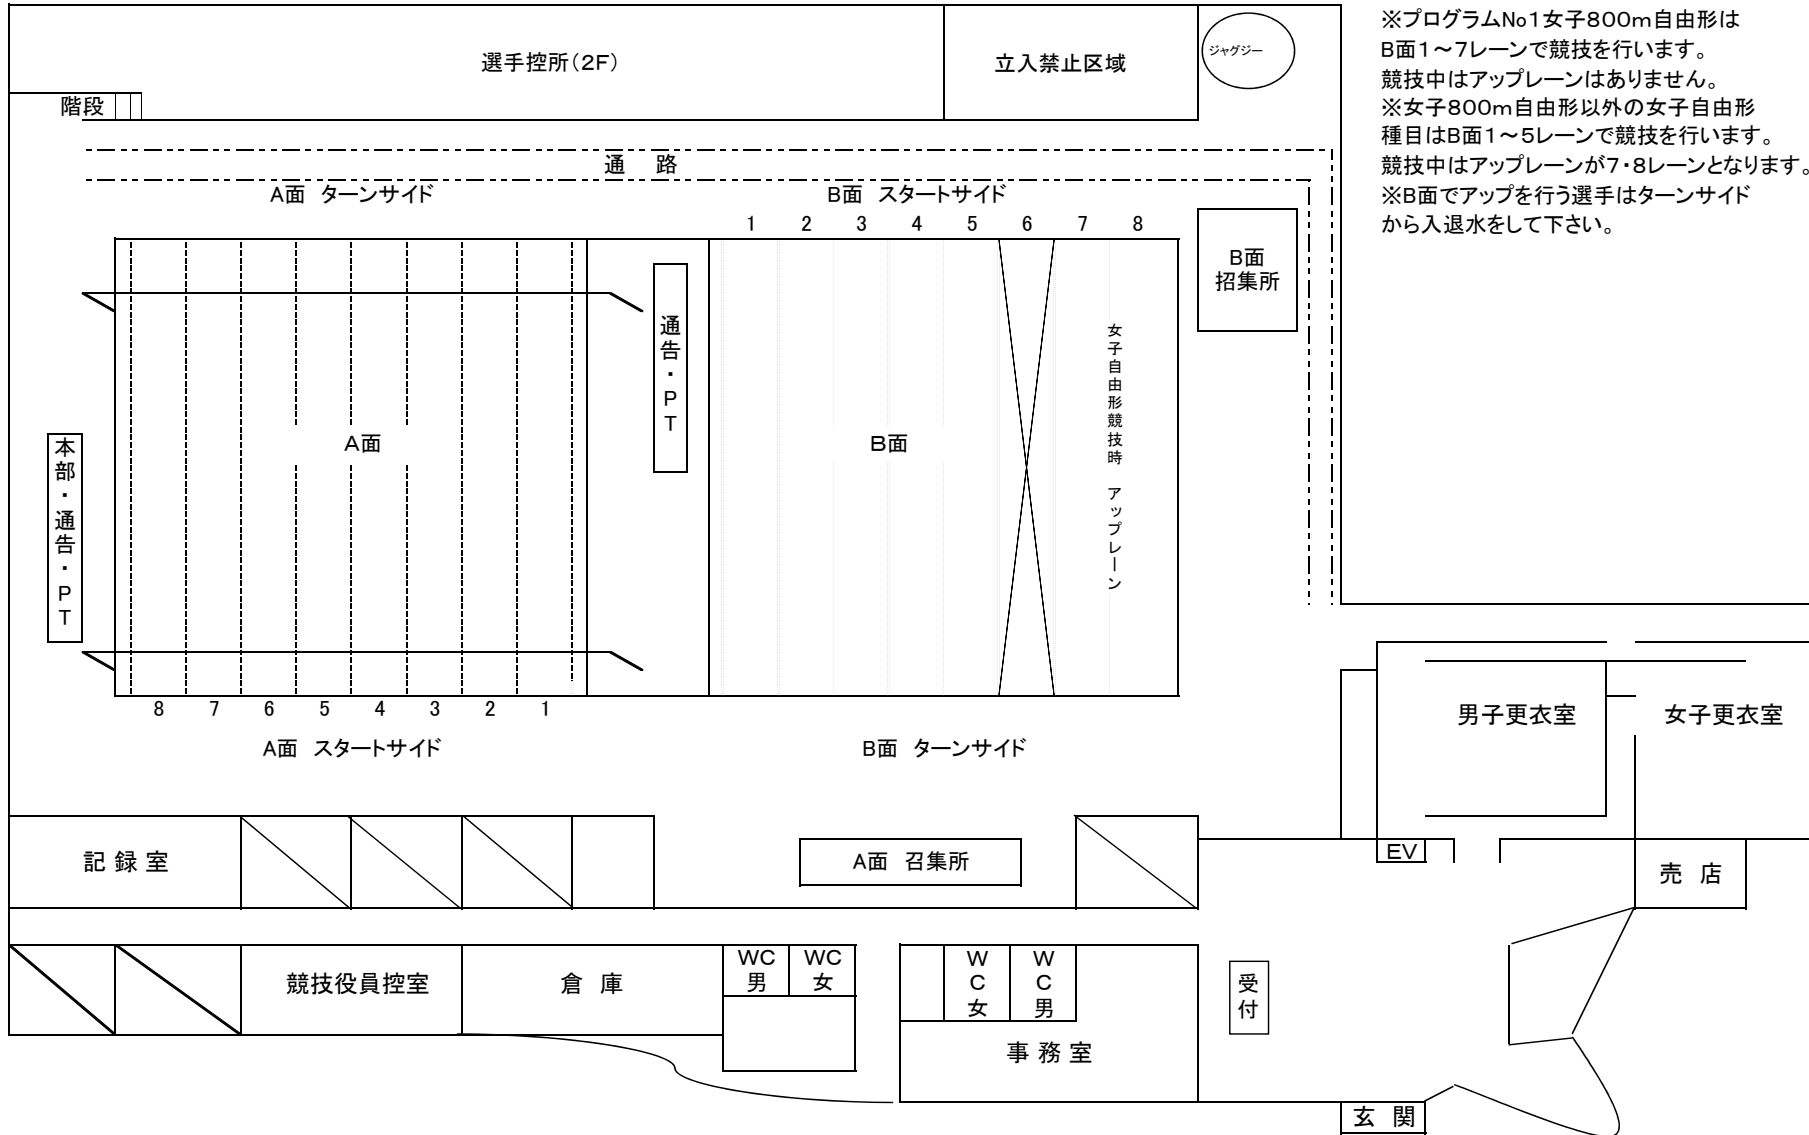 ※プログラムNo1女子800m自由形は
B面1～7レーンで競技を行います。
競技中はアップレーンはありません。
※女子800m自由形以外の女子自由形
種目はB面1～5レーンで競技を行います。
競技中はアップレーンが7・8レーンとなります。
※B面でアップを行う選手はターンサイド
から入退水をして下さい。
選手控所(2F)
立入禁止区域
ジャグジー
階段
通 路
A面 ターンサイド
B面 スタートサイド
1 2 3 4 5 6 7 8
B面
招集所
通告・PT
本部・通告・PT
A面
B面
女子自由形競技時 アップレーン
8 7 6 5 4 3 2 1
A面 スタートサイド
B面 ターンサイド
男子更衣室
女子更衣室
記録室
A面 召集所
EV
売 店
競技役員控室
倉 庫
WC
男
WC
女
WC女
WC男
受付
事務室
玄 関